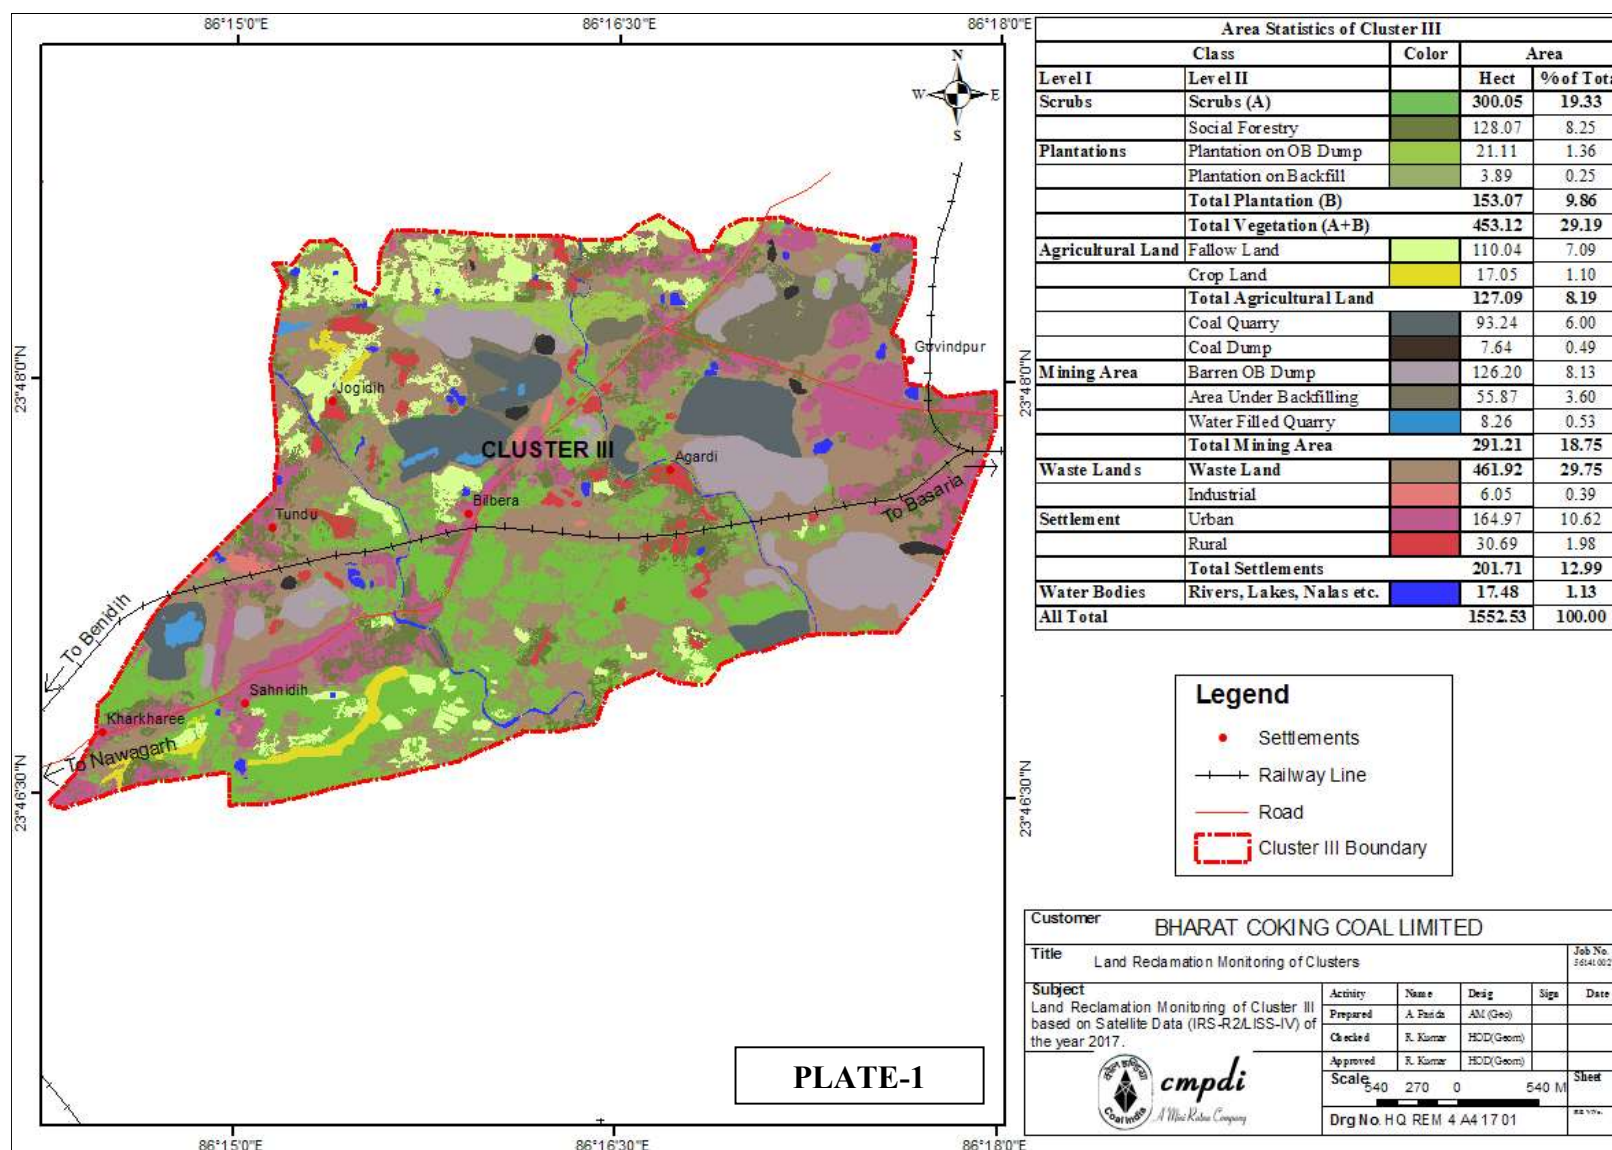 86°15'0"E 86°16'30"E 86°18'0"E
N
W E
S
23°48'0"N
23°48'0"N
23°46'30"N
23°46'30"N
Govindpur
Jogidih
CLUSTER III
Agardi
Bilbera
To Basaria
Tundu
To Benidih
Sahnidih
Kharkharee
To Nawagarh
PLATE-1
86°15'0"E 86°16'30"E 86°18'0"E
Area Statistics of Cluster III
Class Color Area
Level I Level II Hect % of Tota
Scrubs Scrubs (A) 300.05 19.33
Social Forestry 128.07 8.25
Plantations Plantation on OB Dump 21.11 1.36
Plantation on Backfill 3.89 0.25
Total Plantation (B) 153.07 9.86
Total Vegetation (A+B) 453.12 29.19
Agricultural Land Fallow Land 110.04 7.09
Crop Land 17.05 1.10
Total Agricultural Land 127.09 8.19
Coal Quarry 93.24 6.00
Coal Dump 7.64 0.49
Mining Area Barren OB Dump 126.20 8.13
Area Under Backfilling 55.87 3.60
Water Filled Quarry 8.26 0.53
Total Mining Area 291.21 18.75
Waste Lands Waste Land 461.92 29.75
Industrial 6.05 0.39
Settlement Urban 164.97 10.62
Rural 30.69 1.98
Total Settlements 201.71 12.99
Water Bodies Rivers, Lakes, Nalas etc. 17.48 1.13
All Total 1552.53 100.00
Legend
Settlements
Railway Line
Road
Cluster III Boundary
Customer BHARAT COKING COAL LIMITED
Title Land Reclamation Monitoring of Clusters
Job No.
Subject
Land Reclamation Monitoring of Cluster III
based on Satellite Data (IRS-R2/LISS-IV) of
the year 2017.
Activity Name Desig Sign Date
Prepared A. Parida AM (Geo)
Checked R. Kumar HOD(Geom)
Approved R. Kumar HOD(Geom)
Scale 540 270 0 540 M Sheet
Drg No. HQ REM 4 A4 17 01
Coal India
cmpdi
A Mini Ratna Company